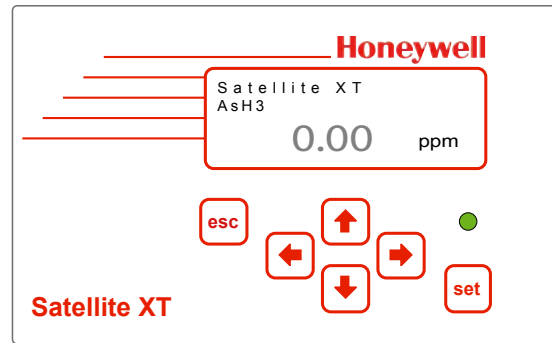 Honeywell
Satellite XT
AsH3
0.00 ppm
esc
set
Satellite XT